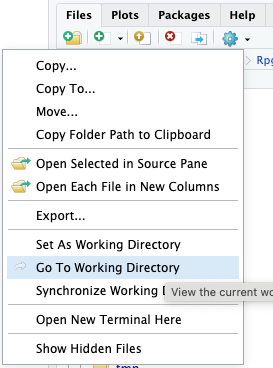 Files Plots Packages Help
Rpg
Copy...
Copy To...
Move...
Copy Folder Path to Clipboard
Open Selected in Source Pane
Open Each File in New Columns
Export...
Set As Working Directory
Go To Working Directory
Synchronize Working
View the current wo
Open New Terminal Here
Show Hidden Files
tmp